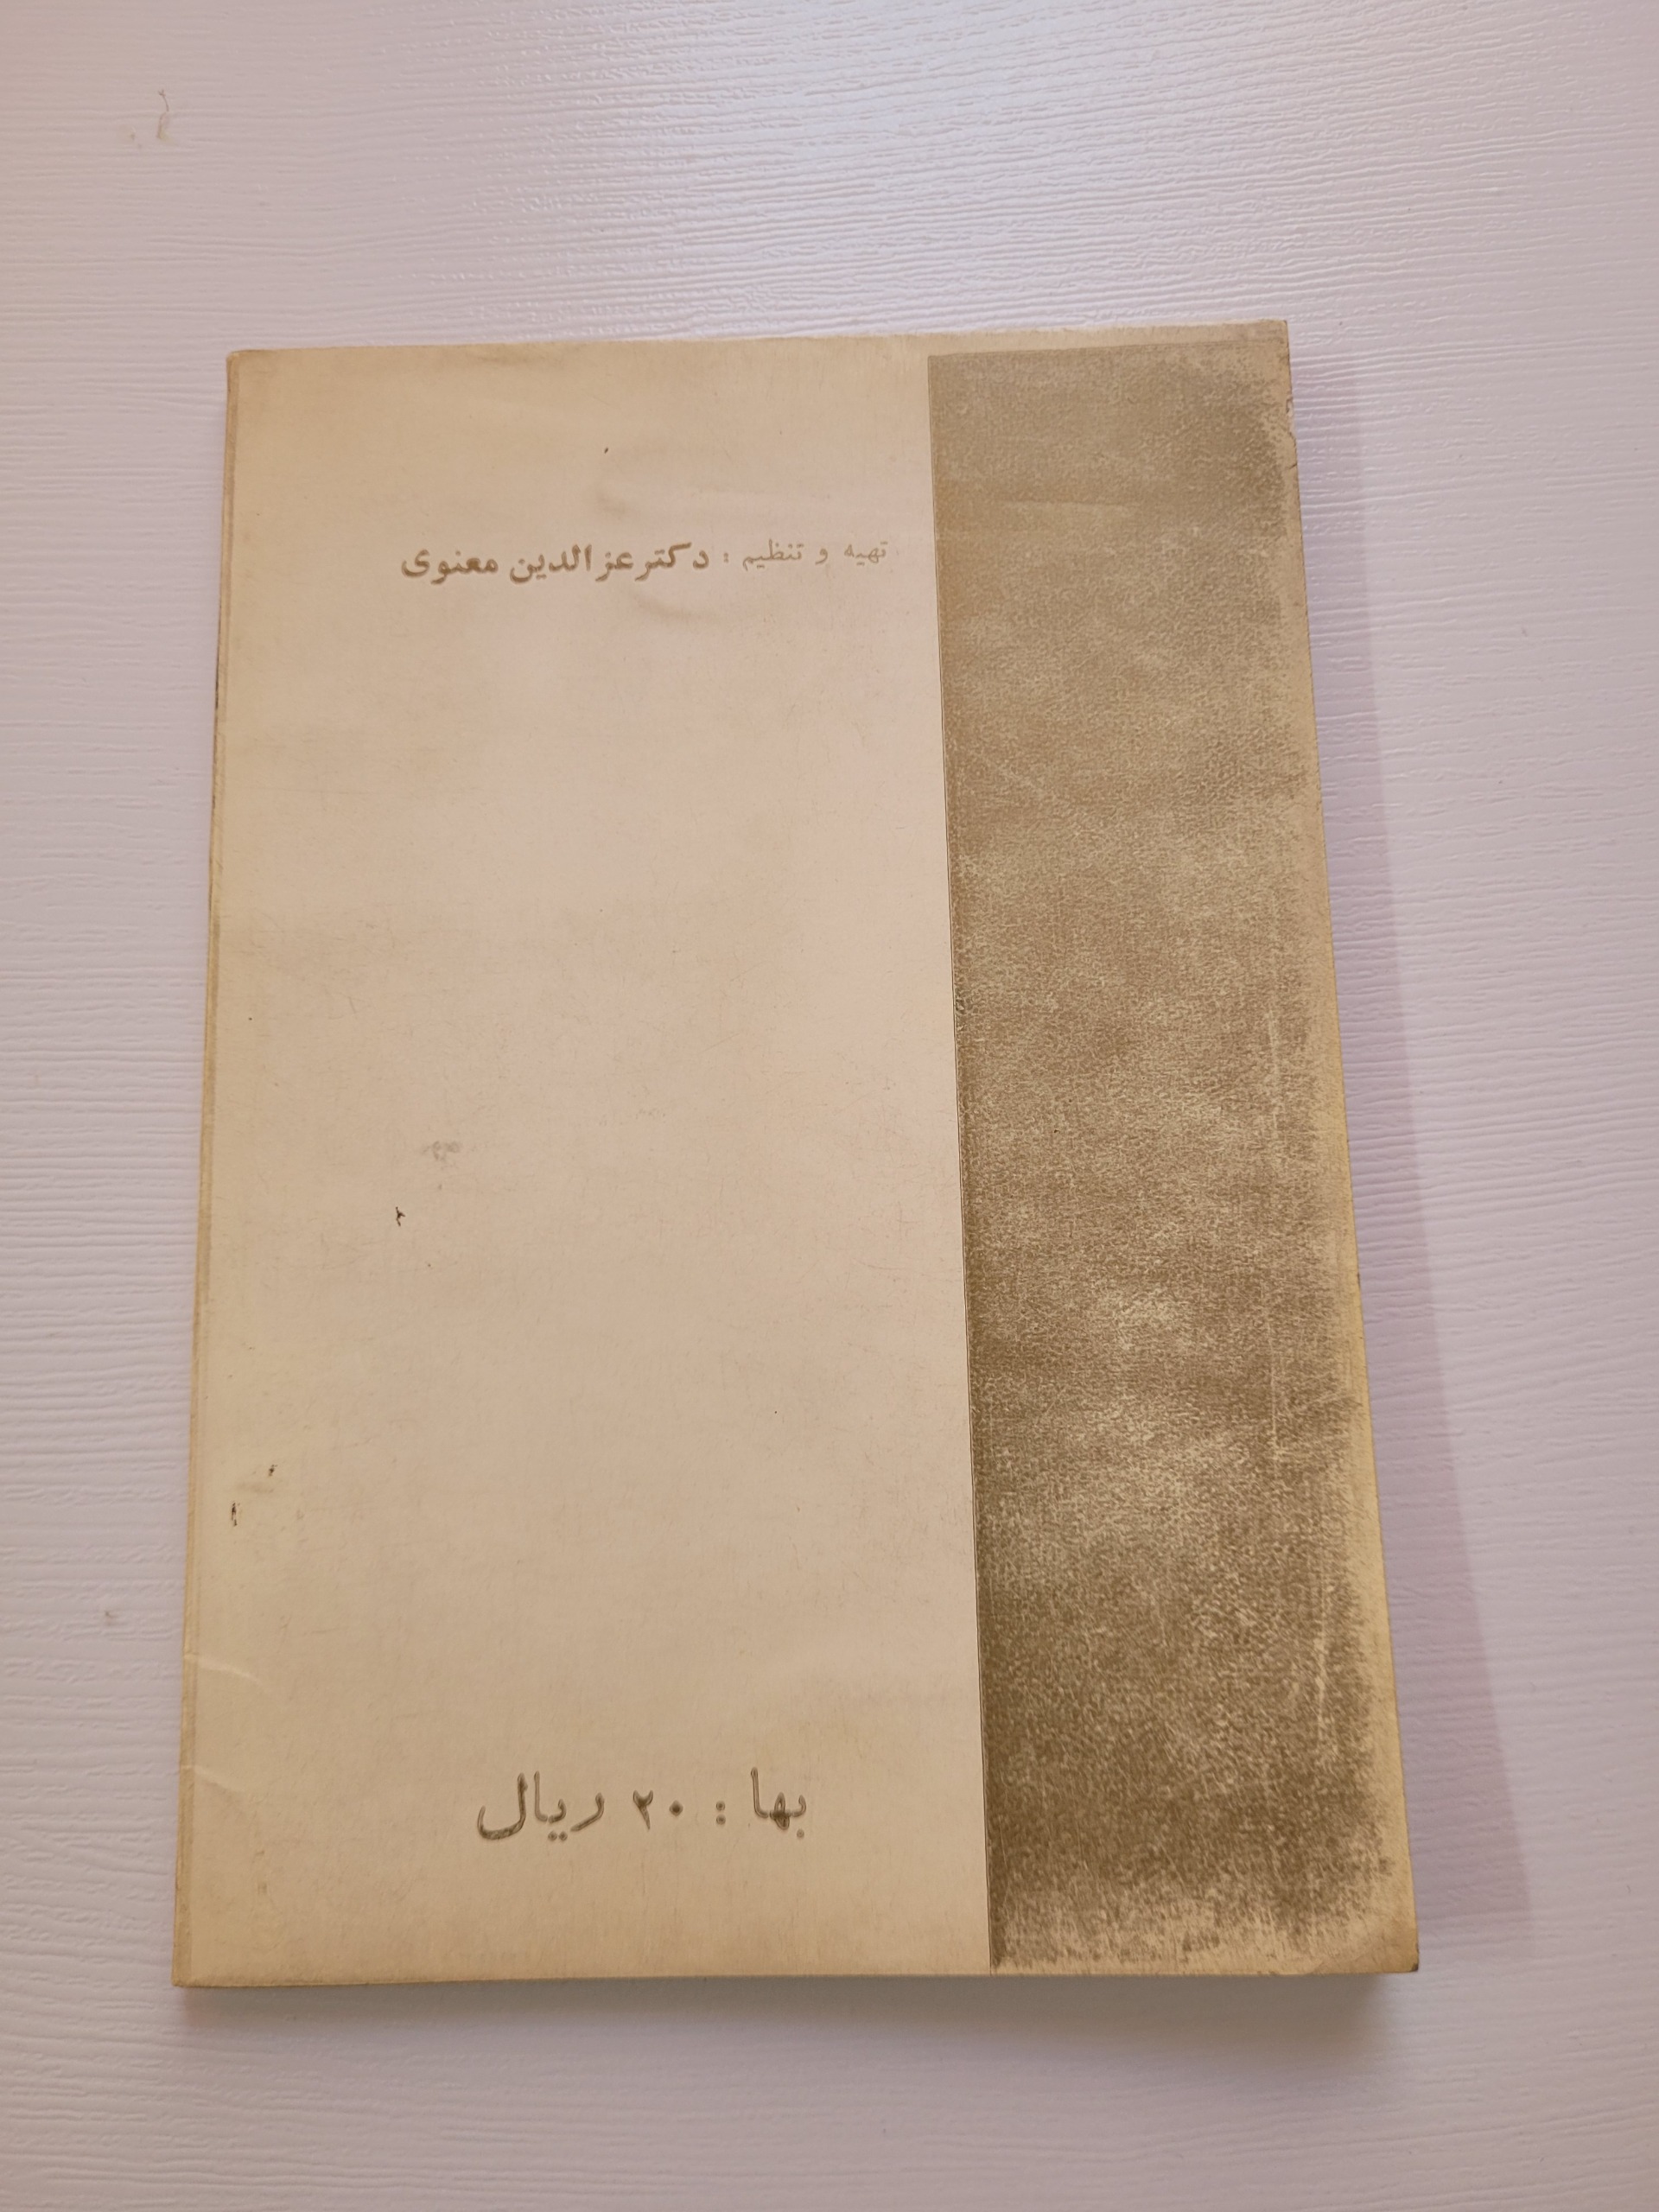 تهیه و تنظیم : دکتر عزالدین معنوی
بها : ۲۰ ریال